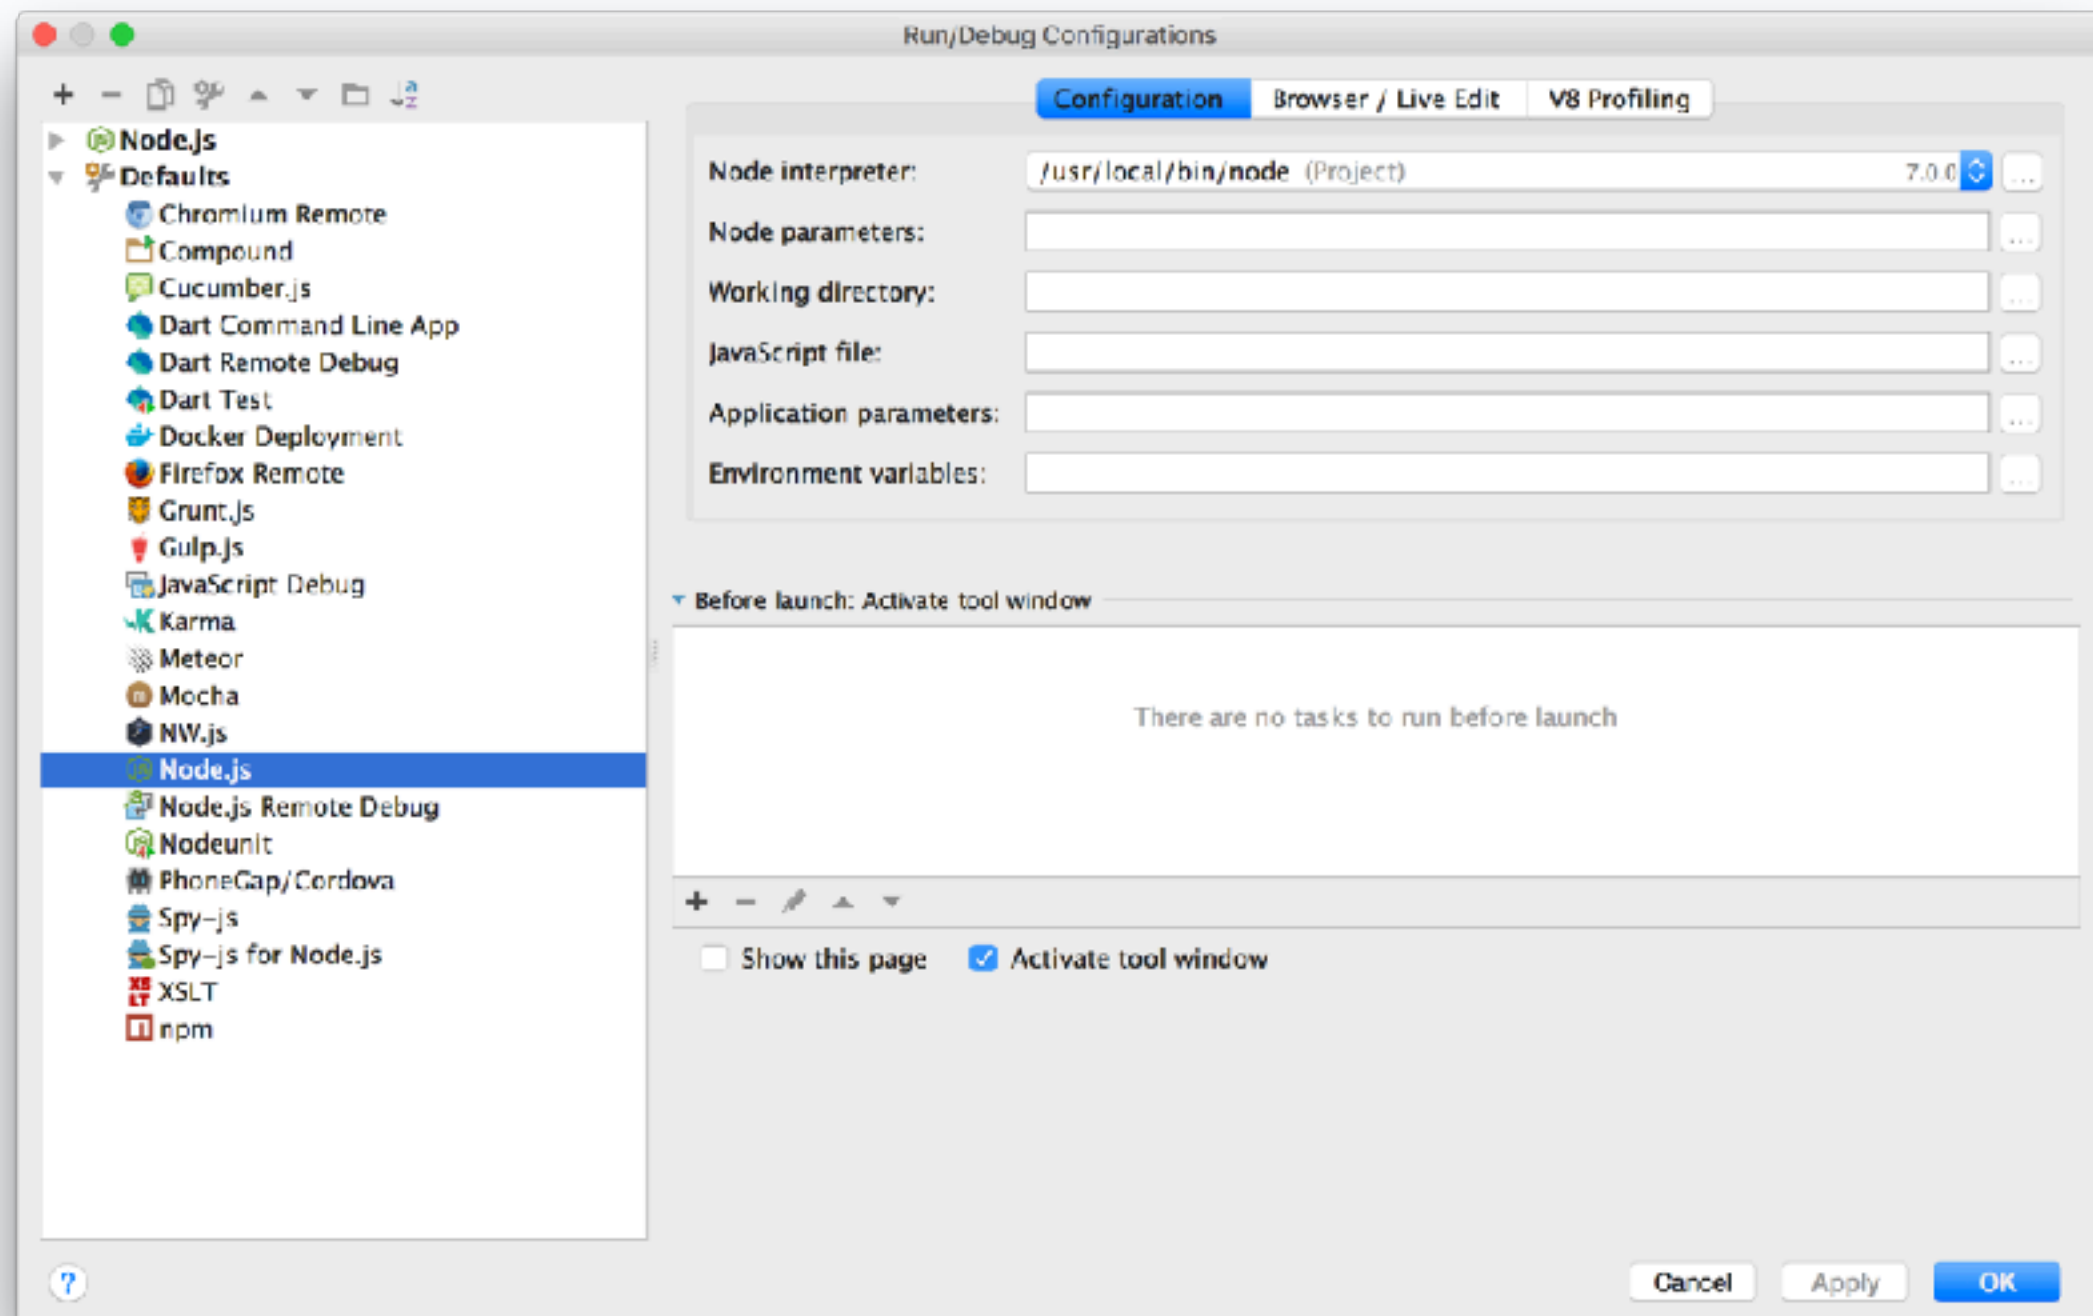 Run/Debug Configurations
Node.js
Defaults
Chromium Remote
Compound
Cucumber.js
Dart Command Line App
Dart Remote Debug
Dart Test
Docker Deployment
Firefox Remote
Grunt.js
Gulp.js
JavaScript Debug
Karma
Meteor
Mocha
NW.js
Node.js
Node.js Remote Debug
Nodeunit
PhoneGap/Cordova
Spy-js
Spy-js for Node.js
XSLT
npm
Configuration Browser / Live Edit V8 Profiling
Node interpreter: /usr/local/bin/node (Project) 7.0.0 ...
Node parameters: ...
Working directory: ...
JavaScript file: ...
Application parameters: ...
Environment variables: ...
Before launch: Activate tool window
There are no tasks to run before launch
Show this page Activate tool window
? Cancel Apply OK